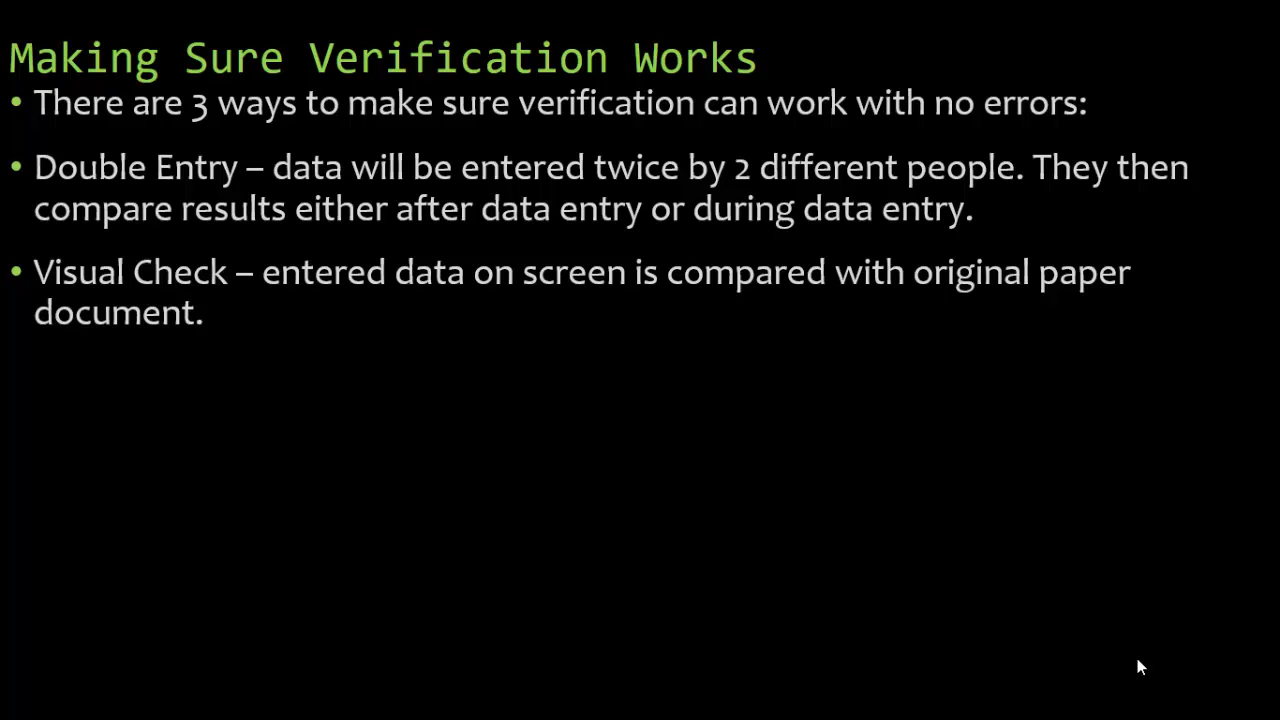 Making Sure Verification Works
• There are 3 ways to make sure verification can work with no errors:
• Double Entry – data will be entered twice by 2 different people. They then
compare results either after data entry or during data entry.
• Visual Check – entered data on screen is compared with original paper
document.